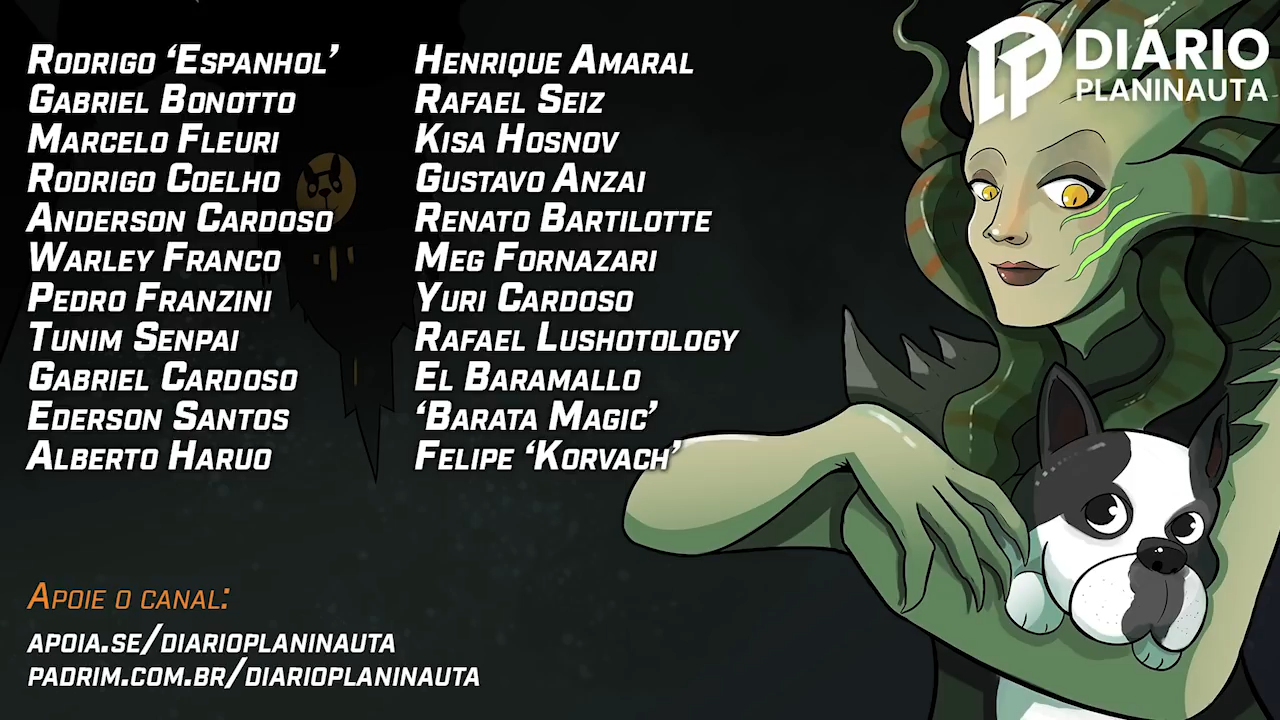 Rodrigo ‘Espanhol’
Gabriel Bonotto
Marcelo Fleuri
Rodrigo Coelho
Anderson Cardoso
Warley Franco
Pedro Franzini
Tunim Senpai
Gabriel Cardoso
Ederson Santos
Alberto Haruo
Henrique Amaral
Rafael Seiz
Kisa Hosnov
Gustavo Anzai
Renato Bartilotte
Meg Fornazari
Yuri Cardoso
Rafael Lushotology
El Baramallo
‘Barata Magic’
Felipe ‘Korvach’
Apoie o canal:
apoia.se/diarioplaninauta
padrim.com.br/diarioplaninauta
DIÁRIO
PLANINAUTA